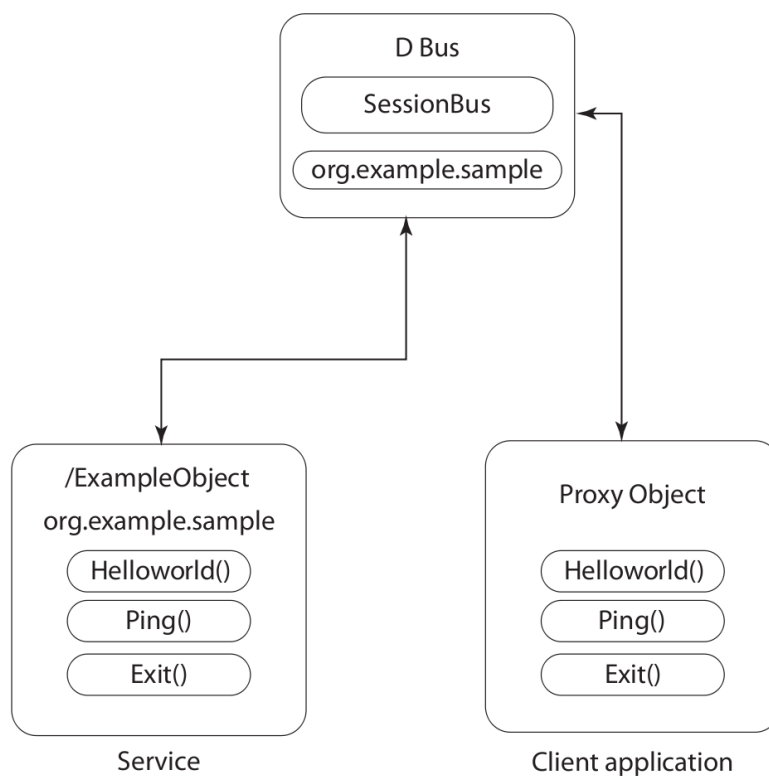 D Bus
SessionBus
org.example.sample
/ExampleObject
org.example.sample
Helloworld()
Ping()
Exit()
Service
Proxy Object
Helloworld()
Ping()
Exit()
Client application